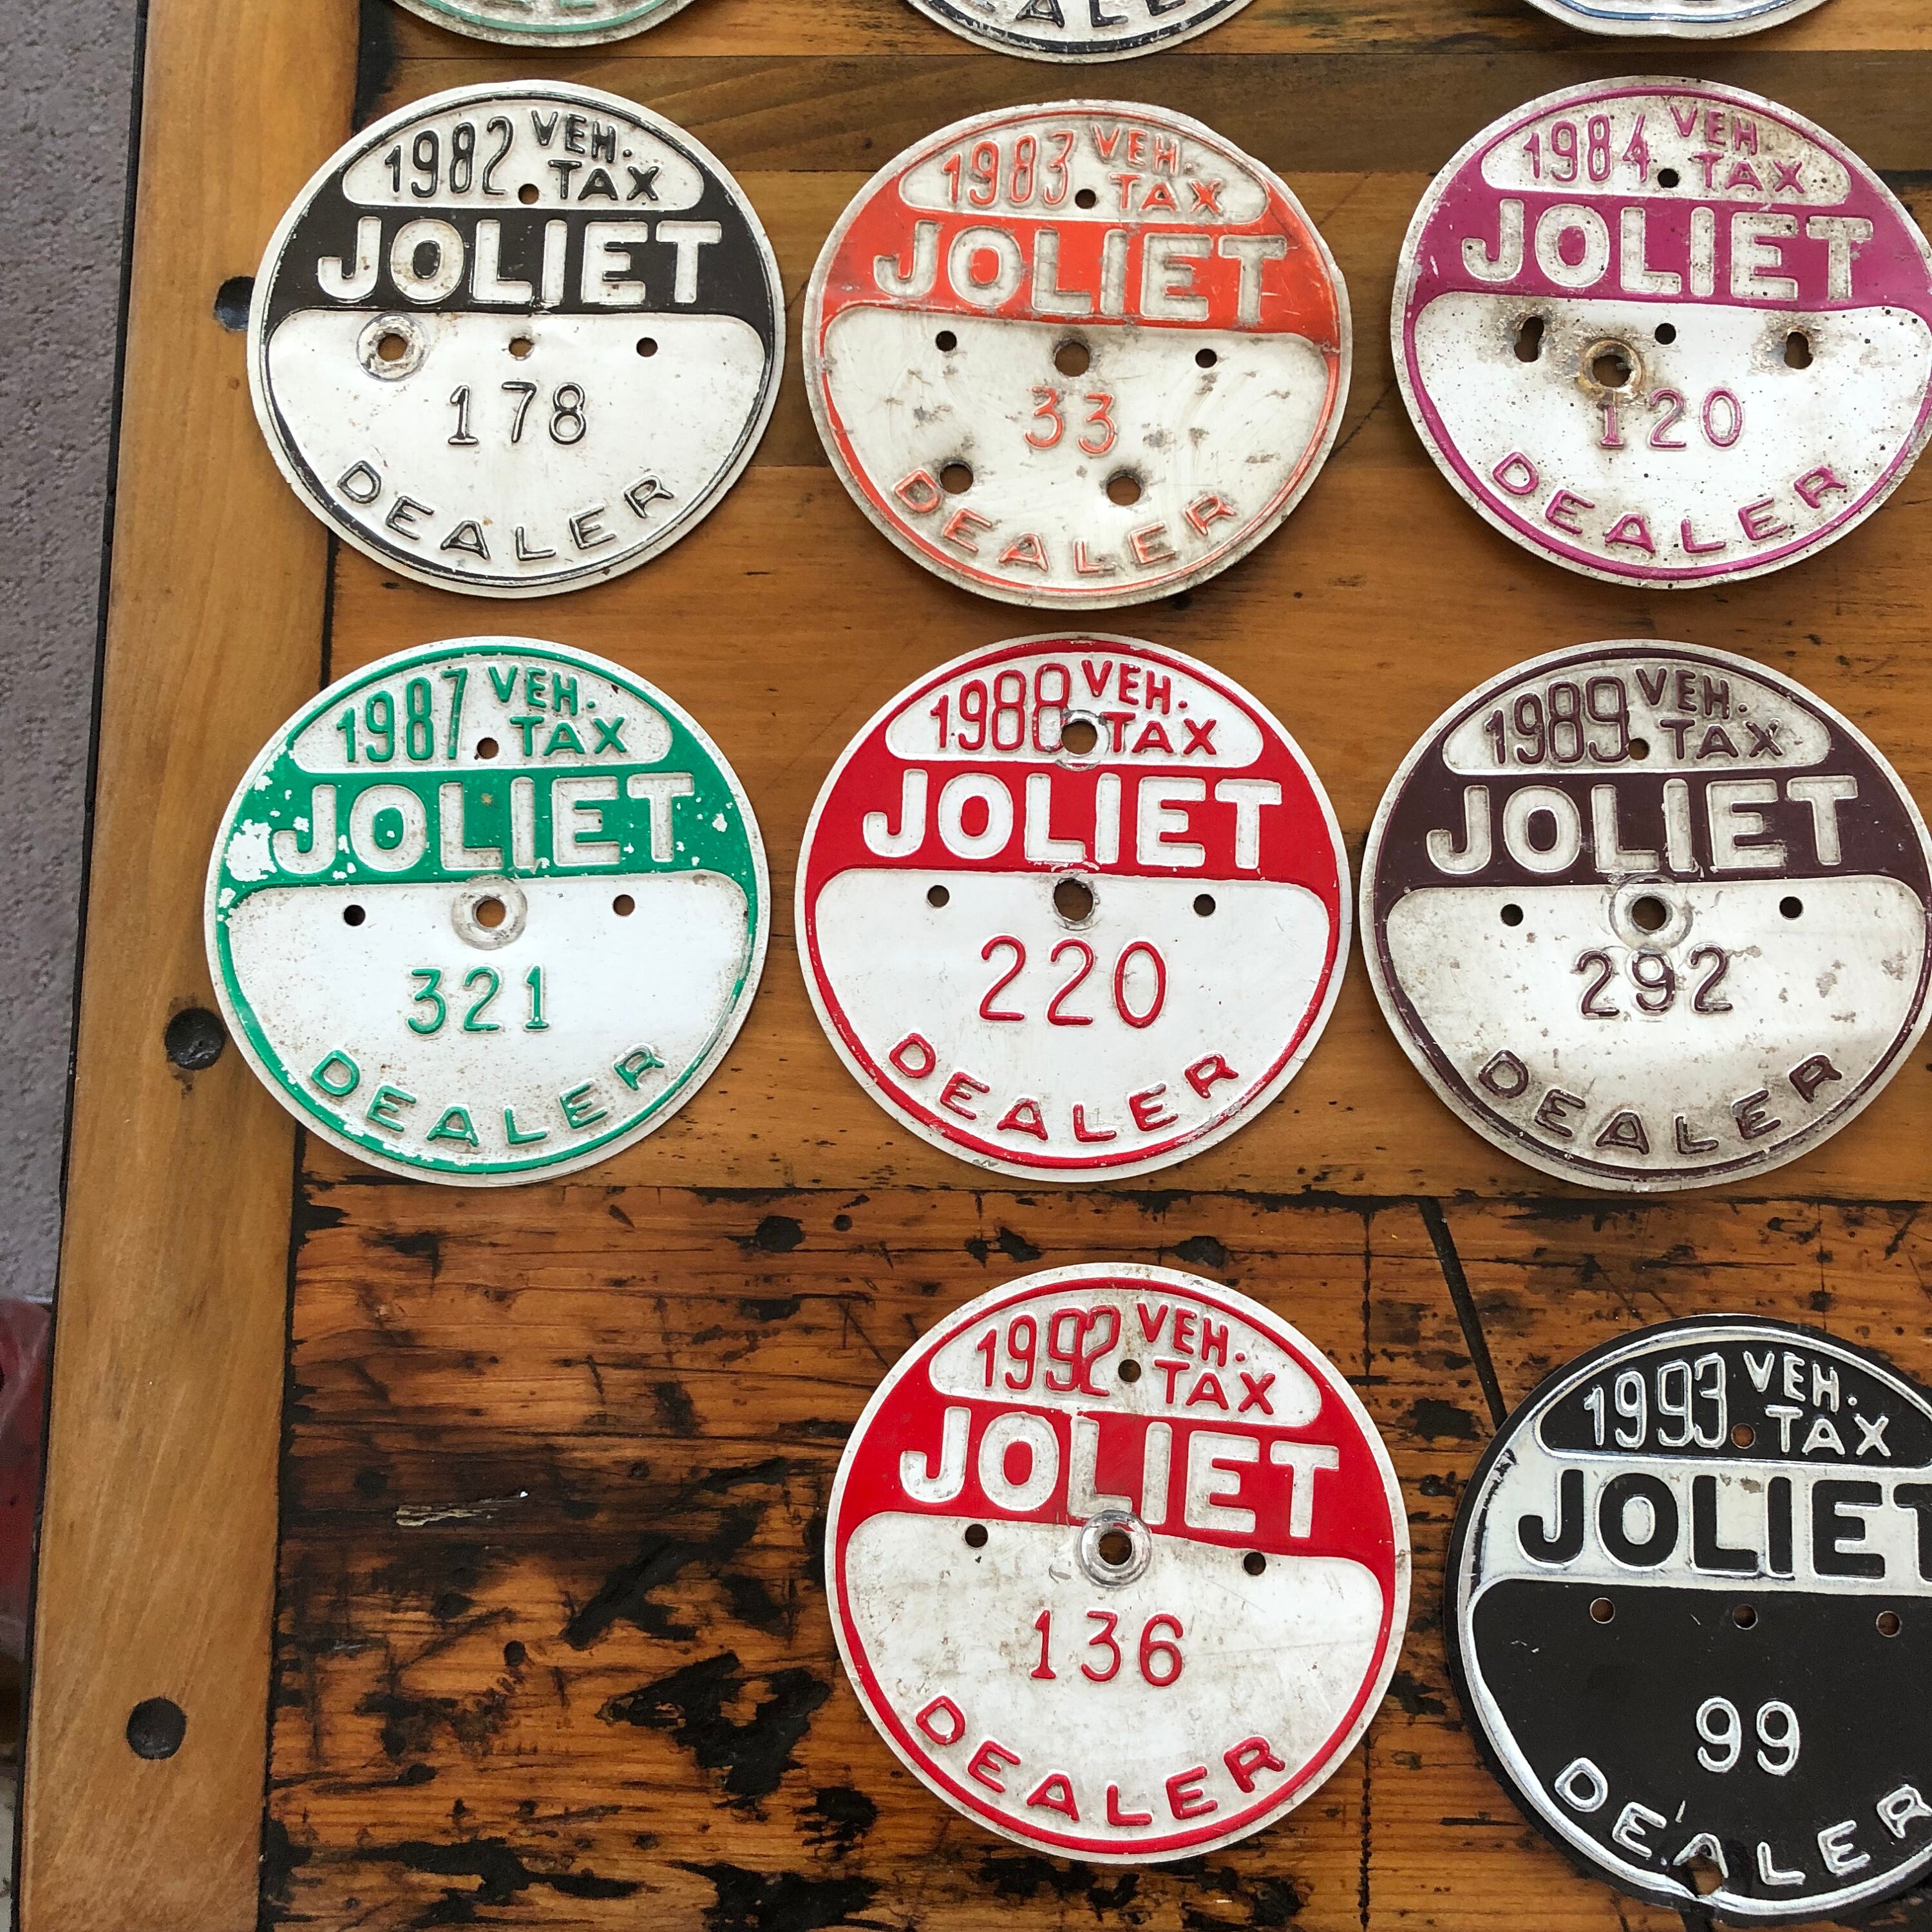 DEALER
1982 VEH. TAX
JOLIET
178
DEALER
1983 VEH. TAX
JOLIET
33
DEALER
1984 VEH. TAX
JOLIET
120
DEALER
1987 VEH. TAX
JOLIET
321
DEALER
1988 VEH. TAX
JOLIET
220
DEALER
1989 VEH. TAX
JOLIET
292
DEALER
1992 VEH. TAX
JOLIET
136
DEALER
1993 VEH. TAX
JOLIET
99
DEALER